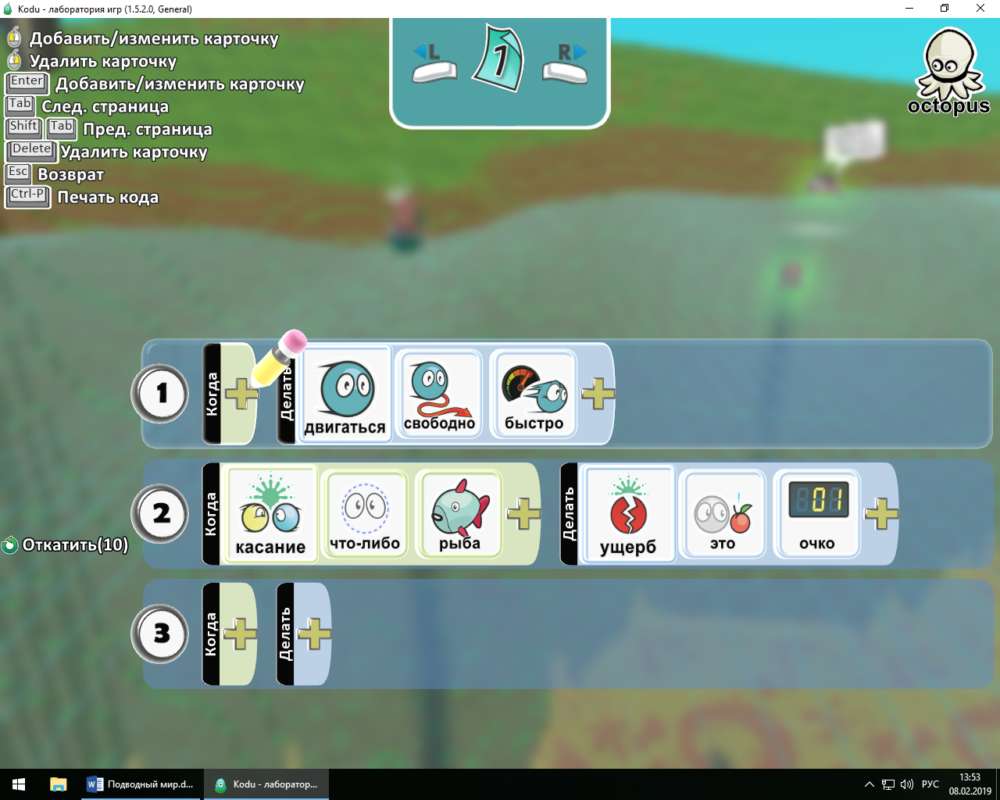 Kodu - лаборатория игр (1.5.2.0, General)
Добавить/изменить карточку
Удалить карточку
Enter Добавить/изменить карточку
Tab След. страница
Shift Tab Пред. страница
Delete Удалить карточку
Esc Возврат
Ctrl-P Печать кода
L 1 R
octopus
1 Когда Делать двигаться свободно быстро
2 Когда касание что-либо рыба Делать ущерб это 01 очко
Откатить(10)
3 Когда Делать
Подводный мир.d...
Kodu - лаборатор...
РУС
13:53
08.02.2019